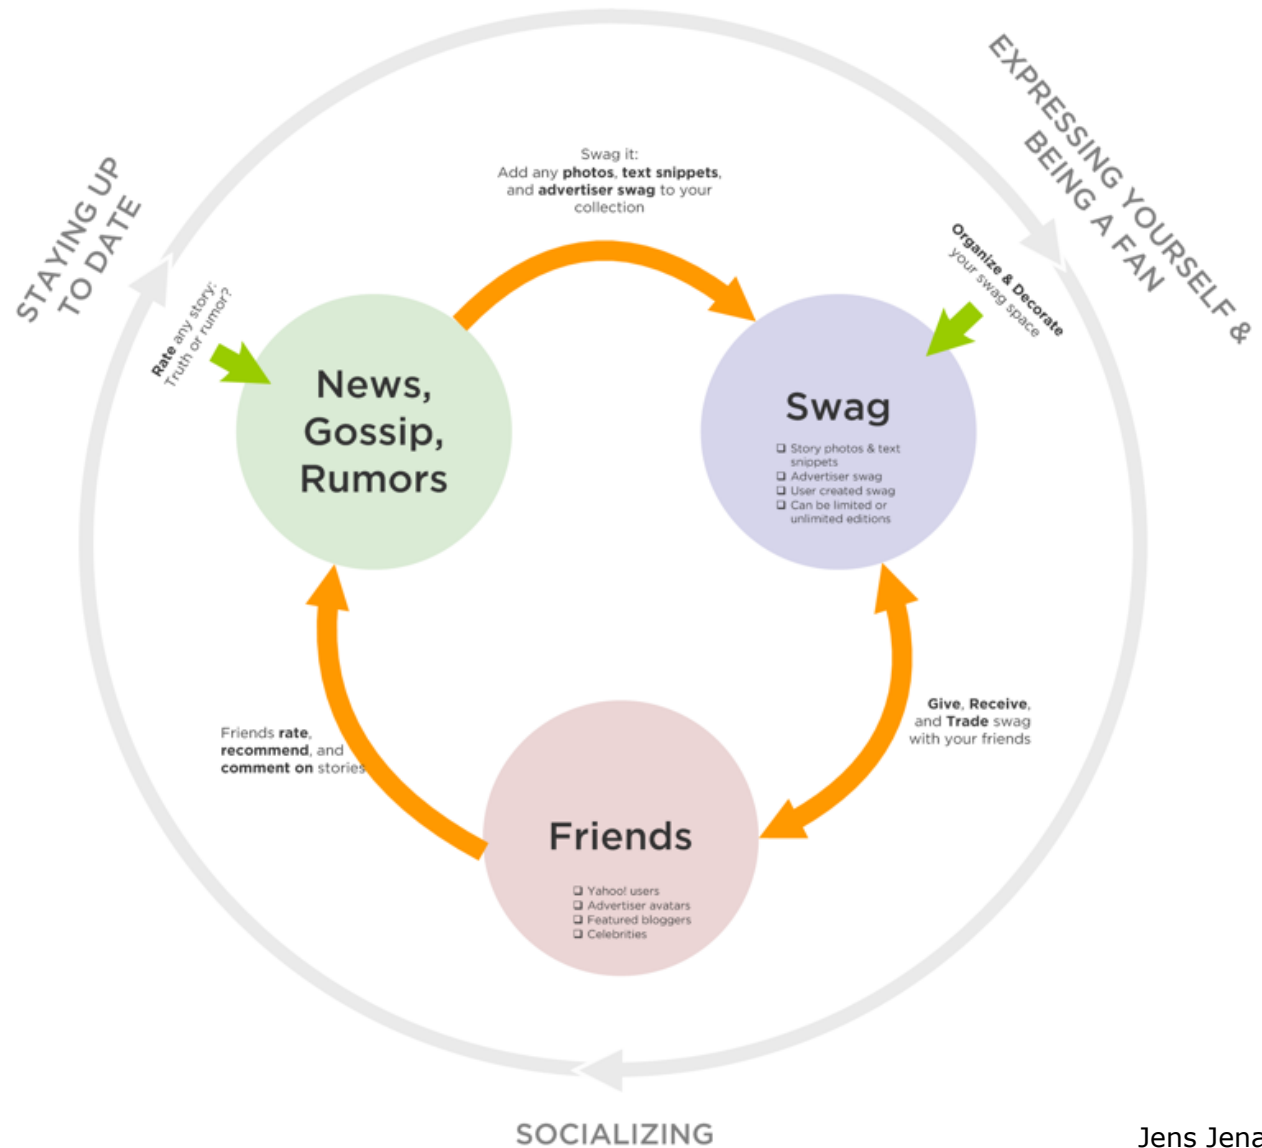 EXPRESSING YOURSELF &
BEING A FAN
STAYING UP
TO DATE
Swag it:
Add any photos, text snippets,
and advertiser swag to your
collection
Organize & Decorate
your swag space
Rate any story:
Truth or rumor?
News,
Gossip,
Rumors
Swag
❑ Story photos & text
snippets
❑ Advertiser swag
❑ User created swag
❑ Can be limited or
unlimited editions
Give, Receive,
and Trade swag
with your friends
Friends rate,
recommend, and
comment on stories
Friends
❑ Yahoo! users
❑ Advertiser avatars
❑ Featured bloggers
❑ Celebrities
SOCIALIZING
Jens Jena